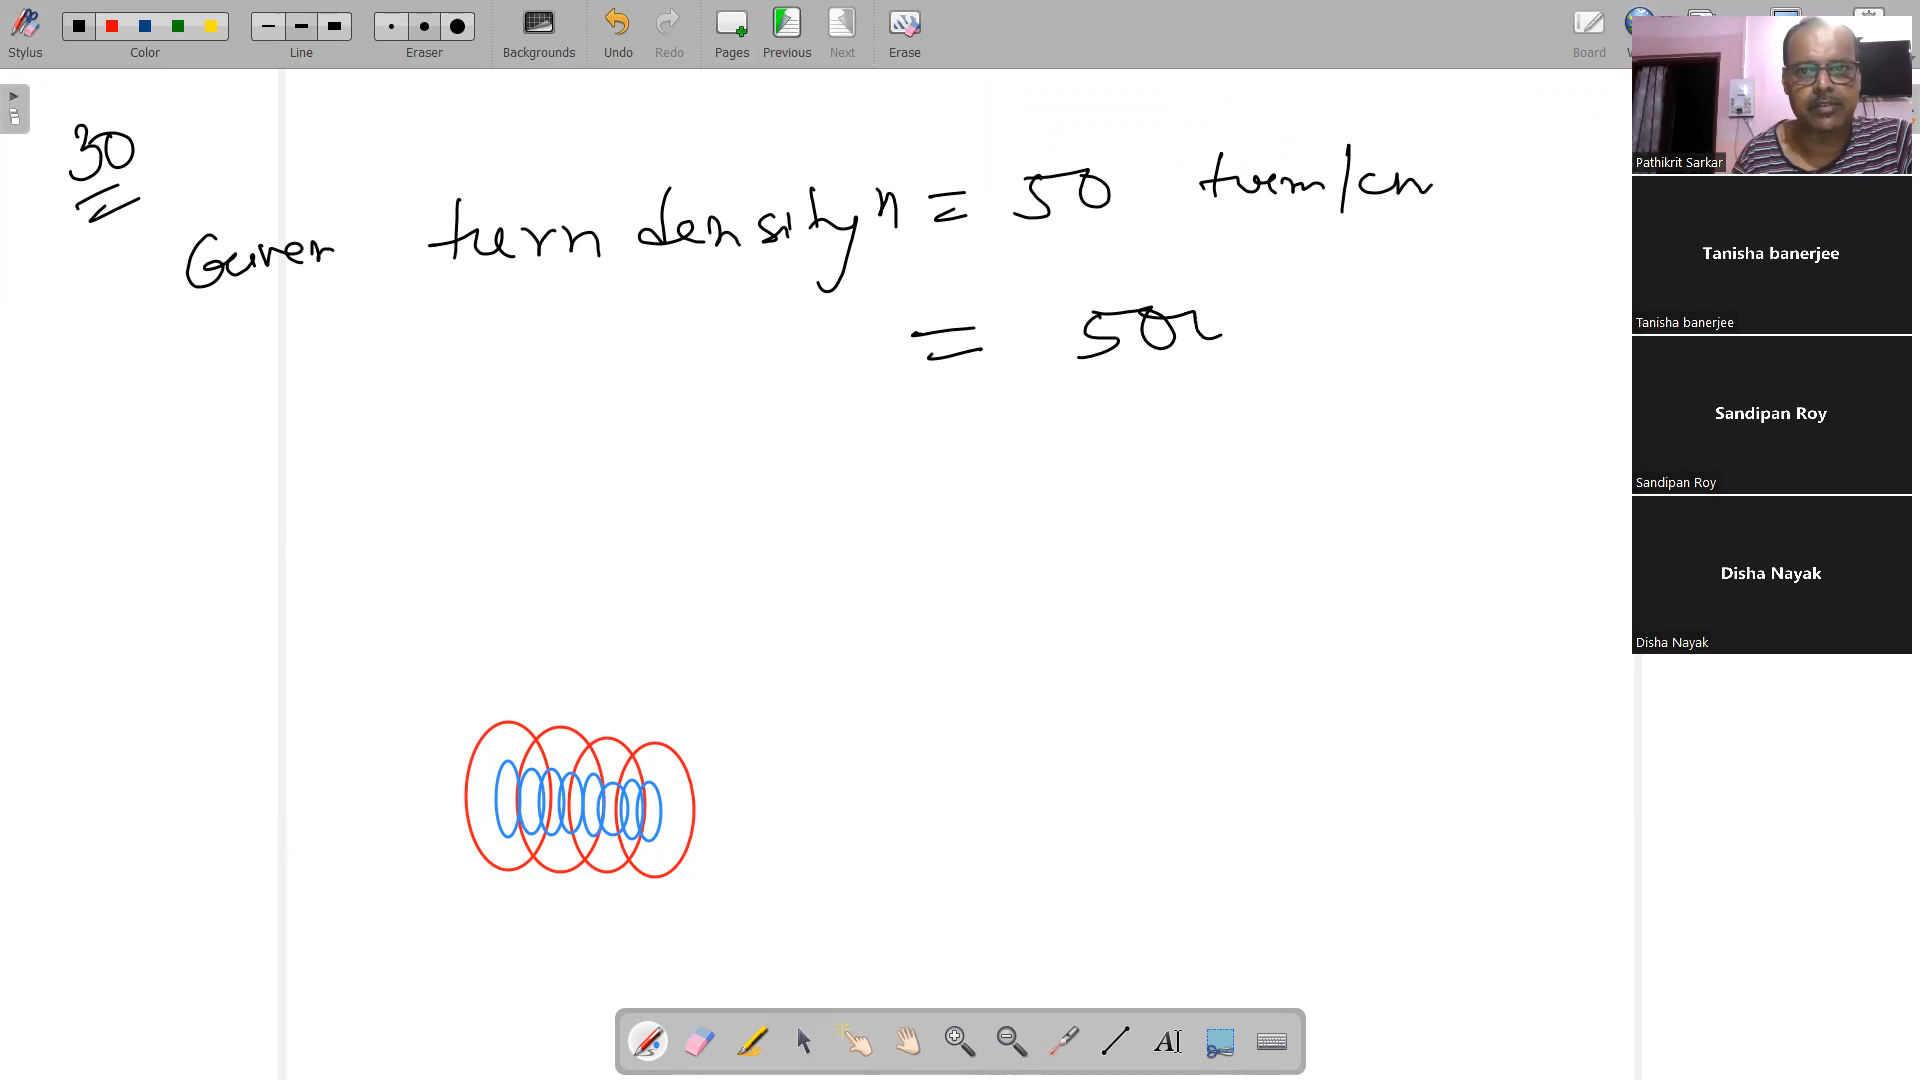 Stylus Color Line Eraser Backgrounds Undo Redo Pages Previous Next Erase Board
30
Given turn density n = 50 turn/cm
= 50
Pathikrit Sarkar
Tanisha banerjee
Tanisha banerjee
Sandipan Roy
Sandipan Roy
Disha Nayak
Disha Nayak